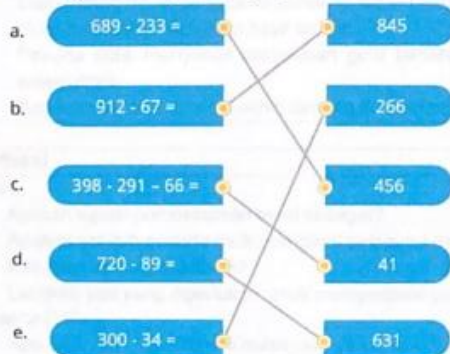 a. 689 - 233 = 845
b. 912 - 67 = 266
c. 398 - 291 – 66 = 456
d. 720 - 89 = 41
e. 300 - 34 = 631